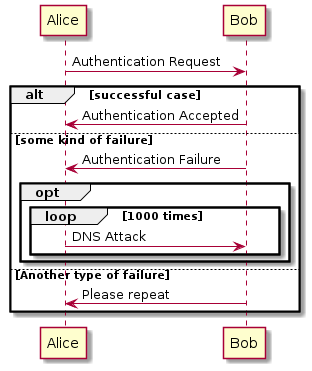 Alice Bob
Authentication Request
alt [successful case]
Authentication Accepted
[some kind of failure]
Authentication Failure
opt
loop [1000 times]
DNS Attack
[Another type of failure]
Please repeat
Alice Bob